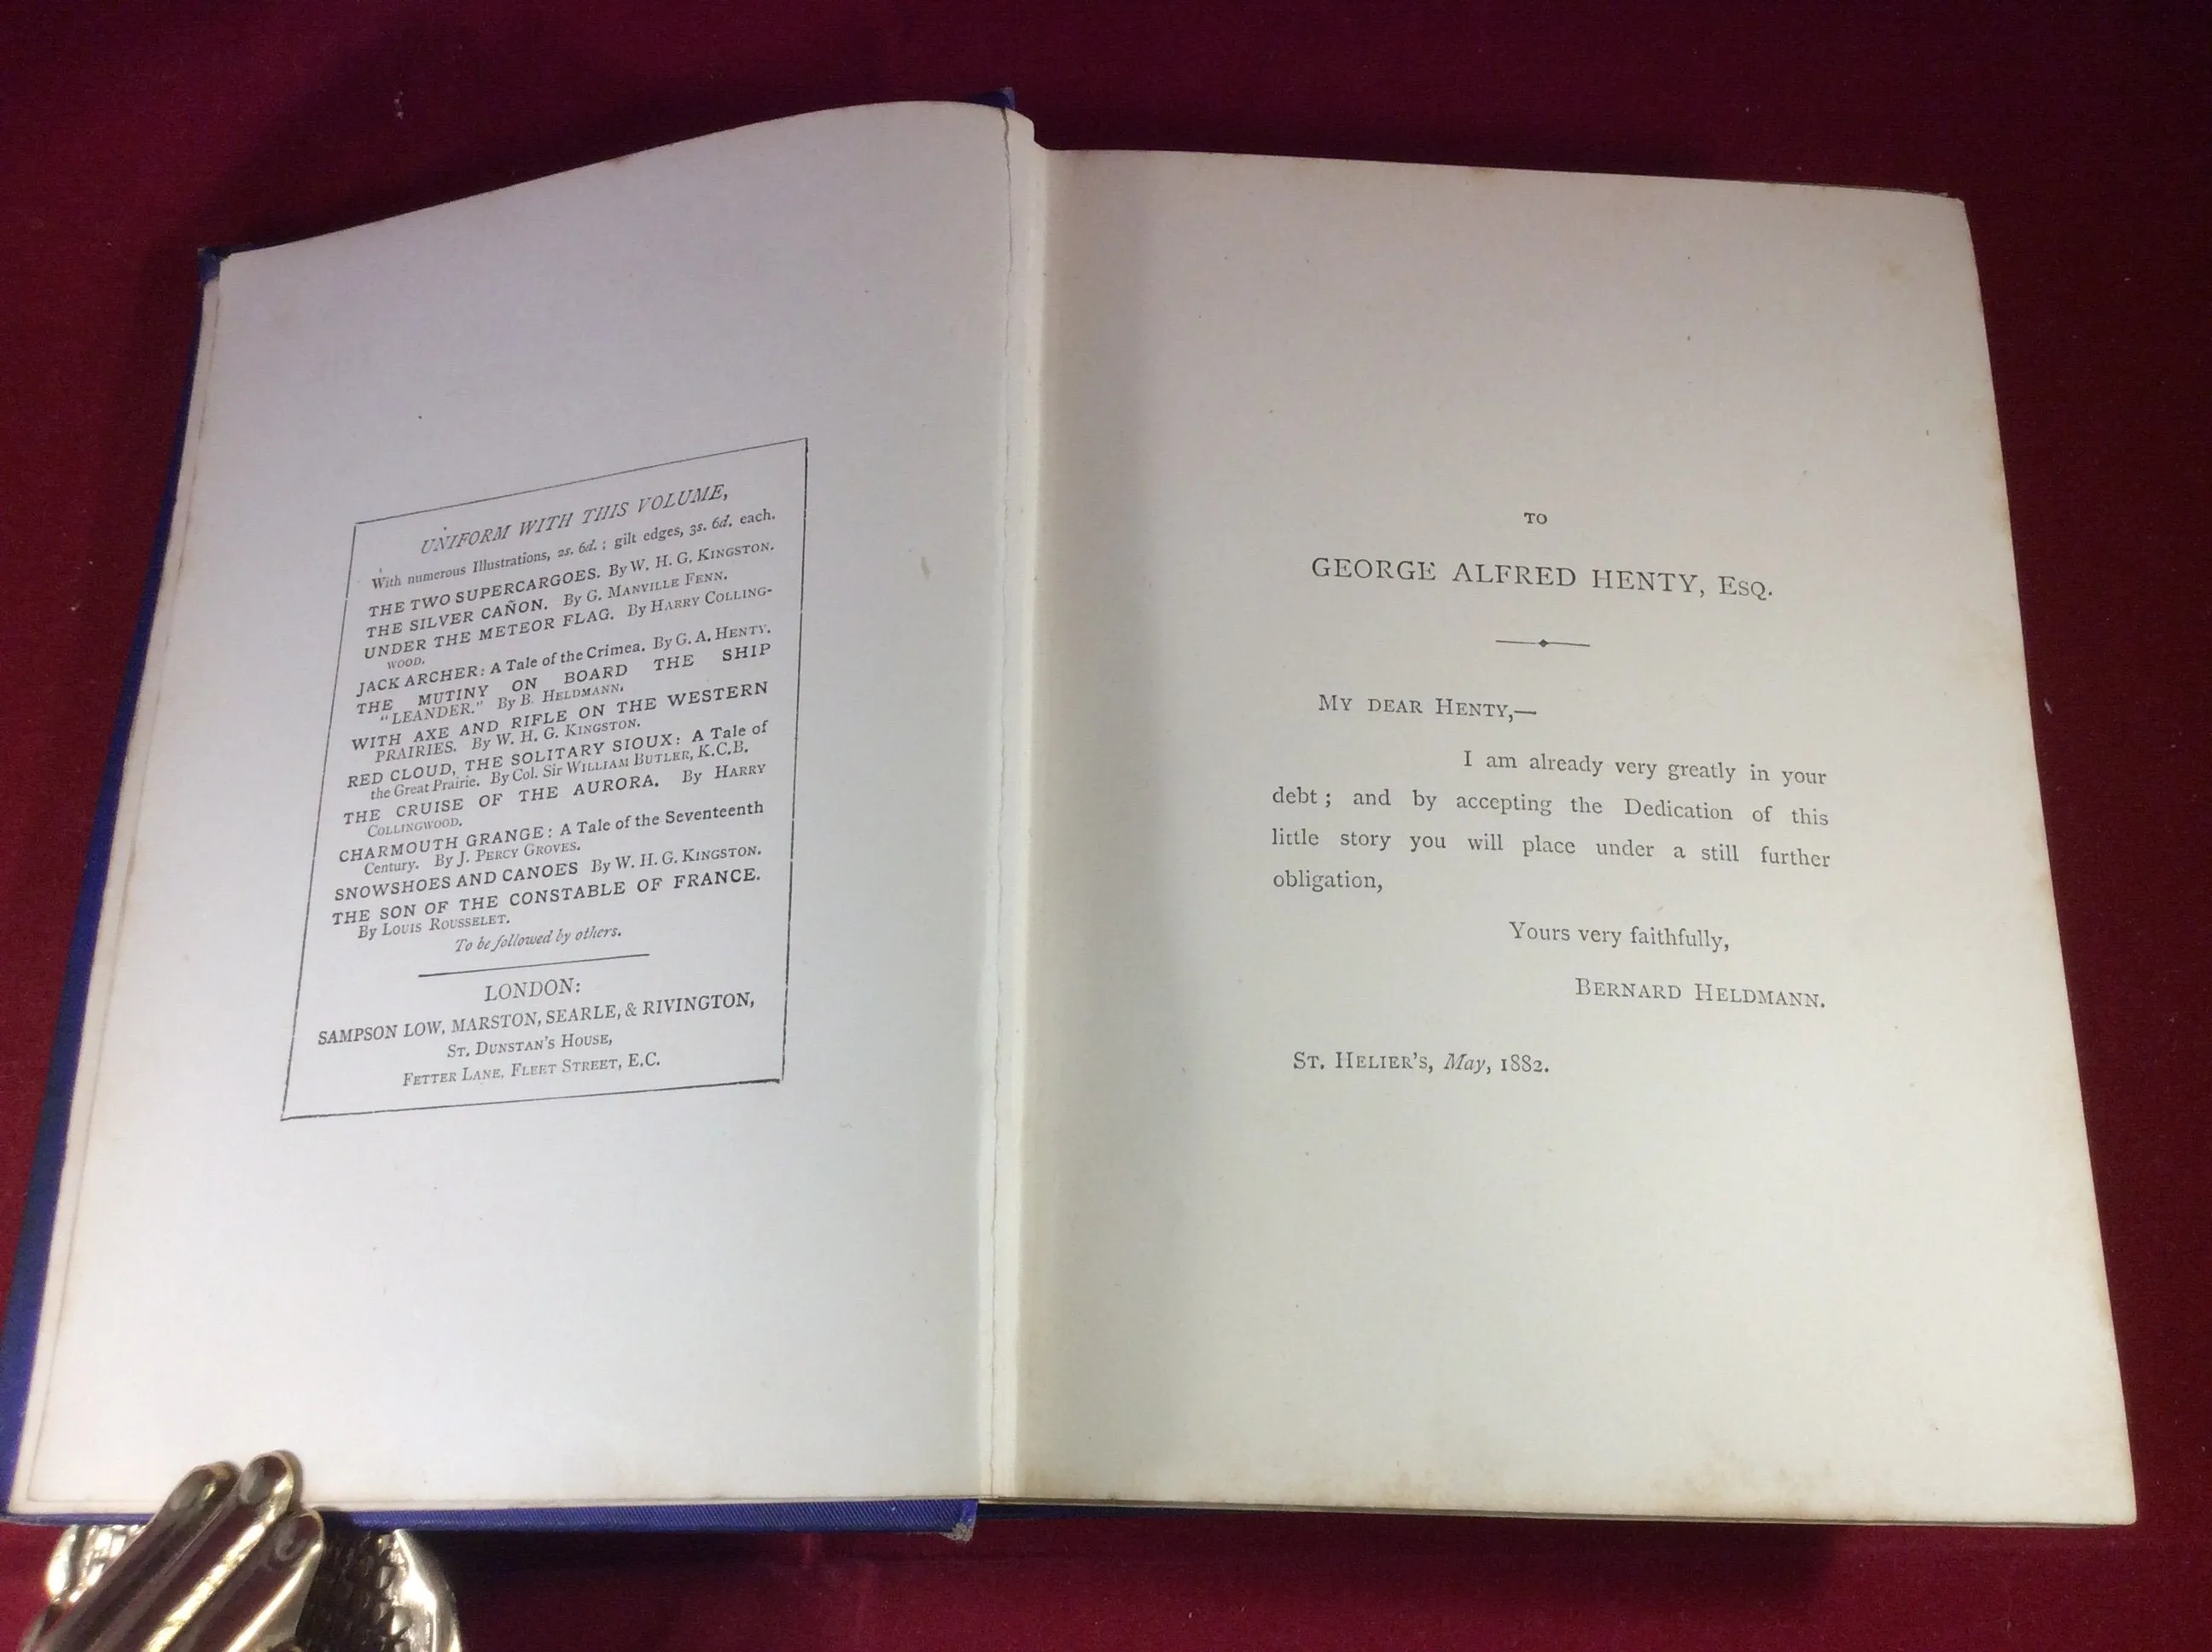 UNIFORM WITH THIS VOLUME,
With numerous Illustrations, 2s. 6d.; gilt edges, 3s. 6d. each.
THE TWO SUPERCARGOES. By W. H. G. KINGSTON.
THE SILVER CAÑON. By G. MANVILLE FENN.
UNDER THE METEOR FLAG. By HARRY COLLING-
WOOD.
JACK ARCHER: A Tale of the Crimea. By G. A. HENTY.
THE MUTINY ON BOARD THE SHIP
"LEANDER." By B. HELDMANN.
WITH AXE AND RIFLE ON THE WESTERN
PRAIRIES. By W. H. G. KINGSTON.
RED CLOUD, THE SOLITARY SIOUX: A Tale of
the Great Prairie. By Col. Sir WILLIAM BUTLER, K.C.B.
THE CRUISE OF THE AURORA. By HARRY
COLLINGWOOD.
CHARMOUTH GRANGE: A Tale of the Seventeenth
Century. By J. PERCY GROVES.
SNOWSHOES AND CANOES By W. H. G. KINGSTON.
THE SON OF THE CONSTABLE OF FRANCE.
By LOUIS ROUSSELET.
To be followed by others.
LONDON:
SAMPSON LOW, MARSTON, SEARLE, & RIVINGTON,
ST. DUNSTAN'S HOUSE,
FETTER LANE, FLEET STREET, E.C.
TO
GEORGE ALFRED HENTY, ESQ.
MY DEAR HENTY,—
I am already very greatly in your
debt; and by accepting the Dedication of this
little story you will place under a still further
obligation,
Yours very faithfully,
BERNARD HELDMANN.
ST. HELIER'S, May, 1882.